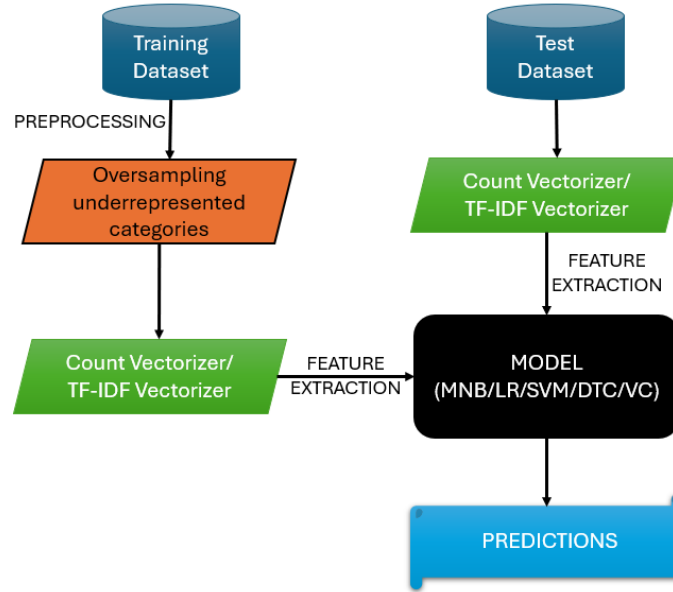 Training
Dataset
PREPROCESSING
Oversampling
underrepresented
categories
Count Vectorizer/
TF-IDF Vectorizer
FEATURE
EXTRACTION
Test
Dataset
Count Vectorizer/
TF-IDF Vectorizer
FEATURE
EXTRACTION
MODEL
(MNB/LR/SVM/DTC/VC)
PREDICTIONS